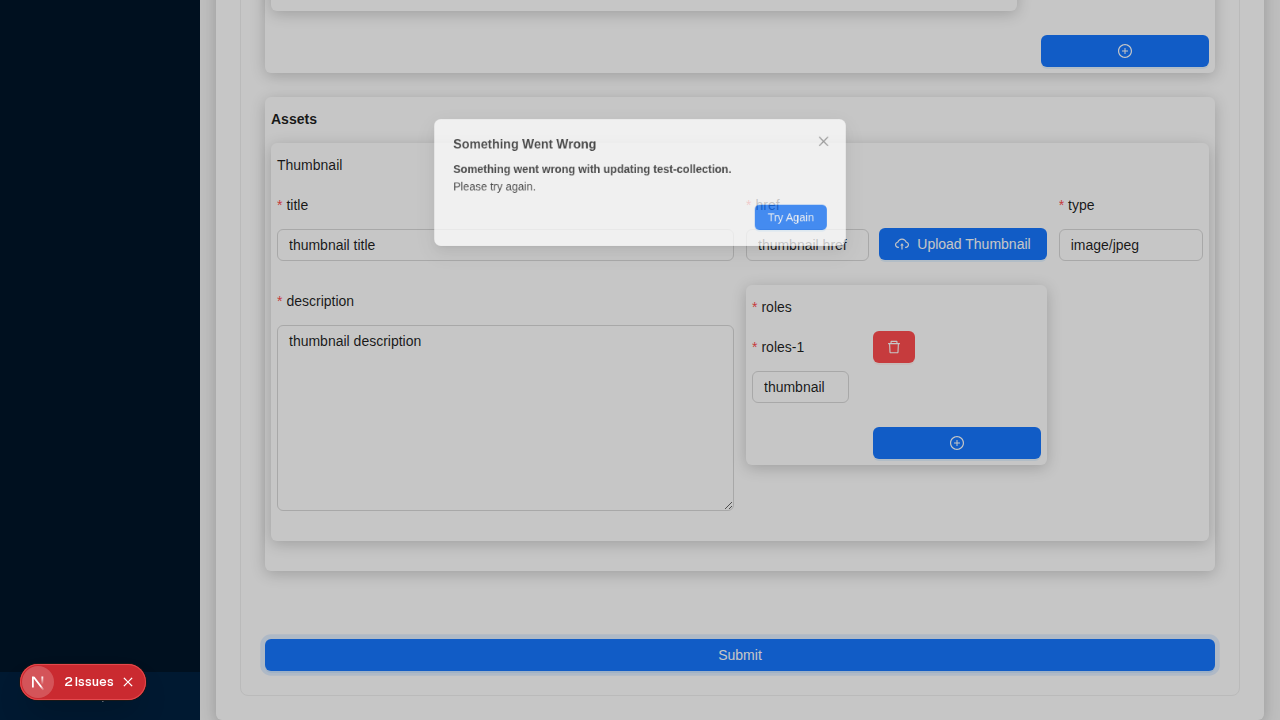 Assets
Something Went Wrong
Something went wrong with updating test-collection.
Please try again.
Try Again
Thumbnail
* title
* href
* type
thumbnail title
thumbnail href
Upload Thumbnail
image/jpeg
* description
thumbnail description
* roles
* roles-1
thumbnail
Submit
N 2 Issues